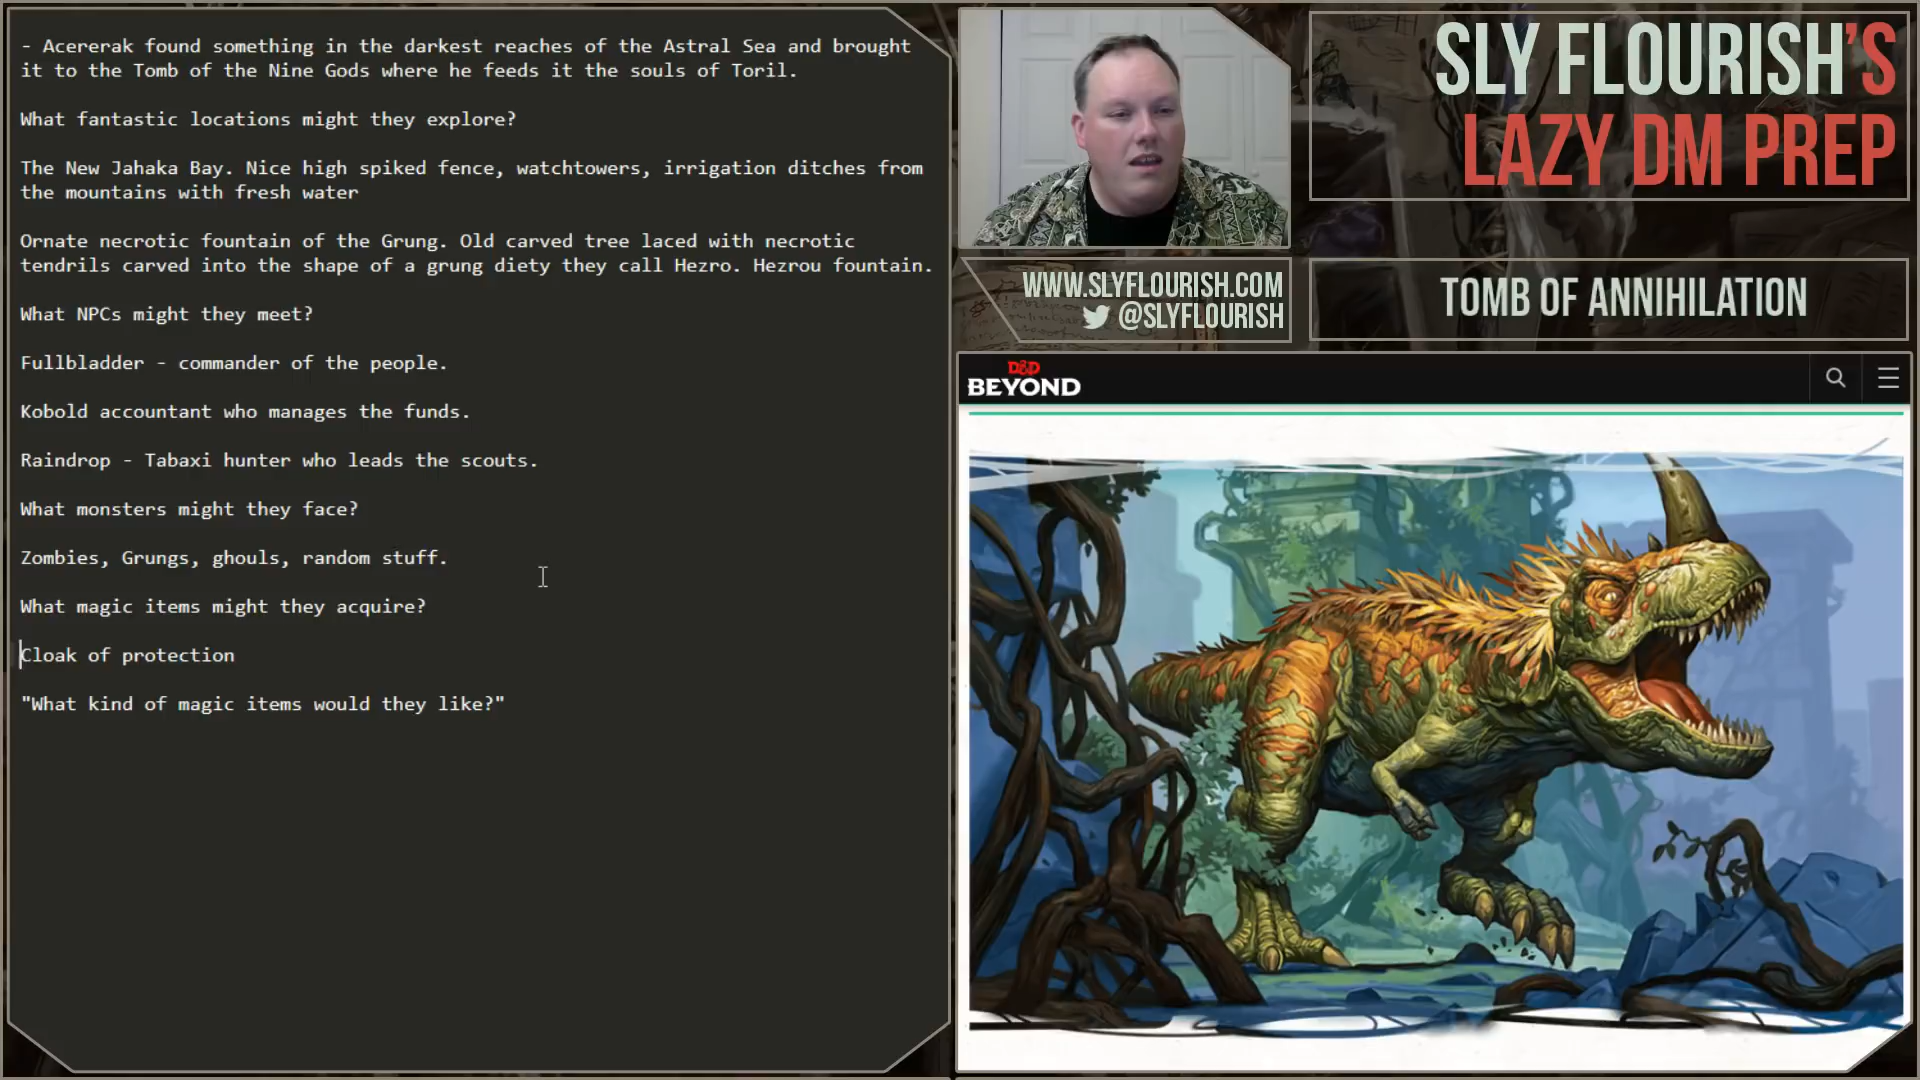 - Acererak found something in the darkest reaches of the Astral Sea and brought
it to the Tomb of the Nine Gods where he feeds it the souls of Toril.
What fantastic locations might they explore?
The New Jahaka Bay. Nice high spiked fence, watchtowers, irrigation ditches from
the mountains with fresh water
Ornate necrotic fountain of the Grung. Old carved tree laced with necrotic
tendrils carved into the shape of a grung diety they call Hezro. Hezrou fountain.
What NPCs might they meet?
Fullbladder - commander of the people.
Kobold accountant who manages the funds.
Raindrop - Tabaxi hunter who leads the scouts.
What monsters might they face?
Zombies, Grungs, ghouls, random stuff.
What magic items might they acquire?
Cloak of protection
"What kind of magic items would they like?"
SLY FLOURISH'S
LAZY DM PREP
WWW.SLYFLOURISH.COM
@SLYFLOURISH
TOMB OF ANNIHILATION
D&D
BEYOND